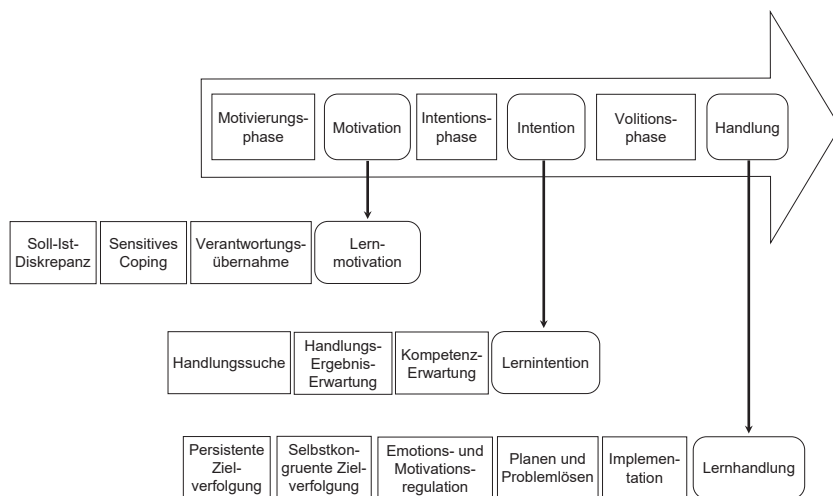 Motivierungs-
phase
Motivation
Intentions-
phase
Intention
Volitions-
phase
Handlung
Soll-Ist-
Diskrepanz
Sensitives
Coping
Verantwortungs-
übernahme
Lern-
motivation
Handlungssuche
Handlungs-
Ergebnis-
Erwartung
Kompetenz-
Erwartung
Lernintention
Persistente
Ziel-
verfolgung
Selbstkon-
gruente Ziel-
verfolgung
Emotions- und
Motivations-
regulation
Planen und
Problemlösen
Implemen-
tation
Lernhandlung